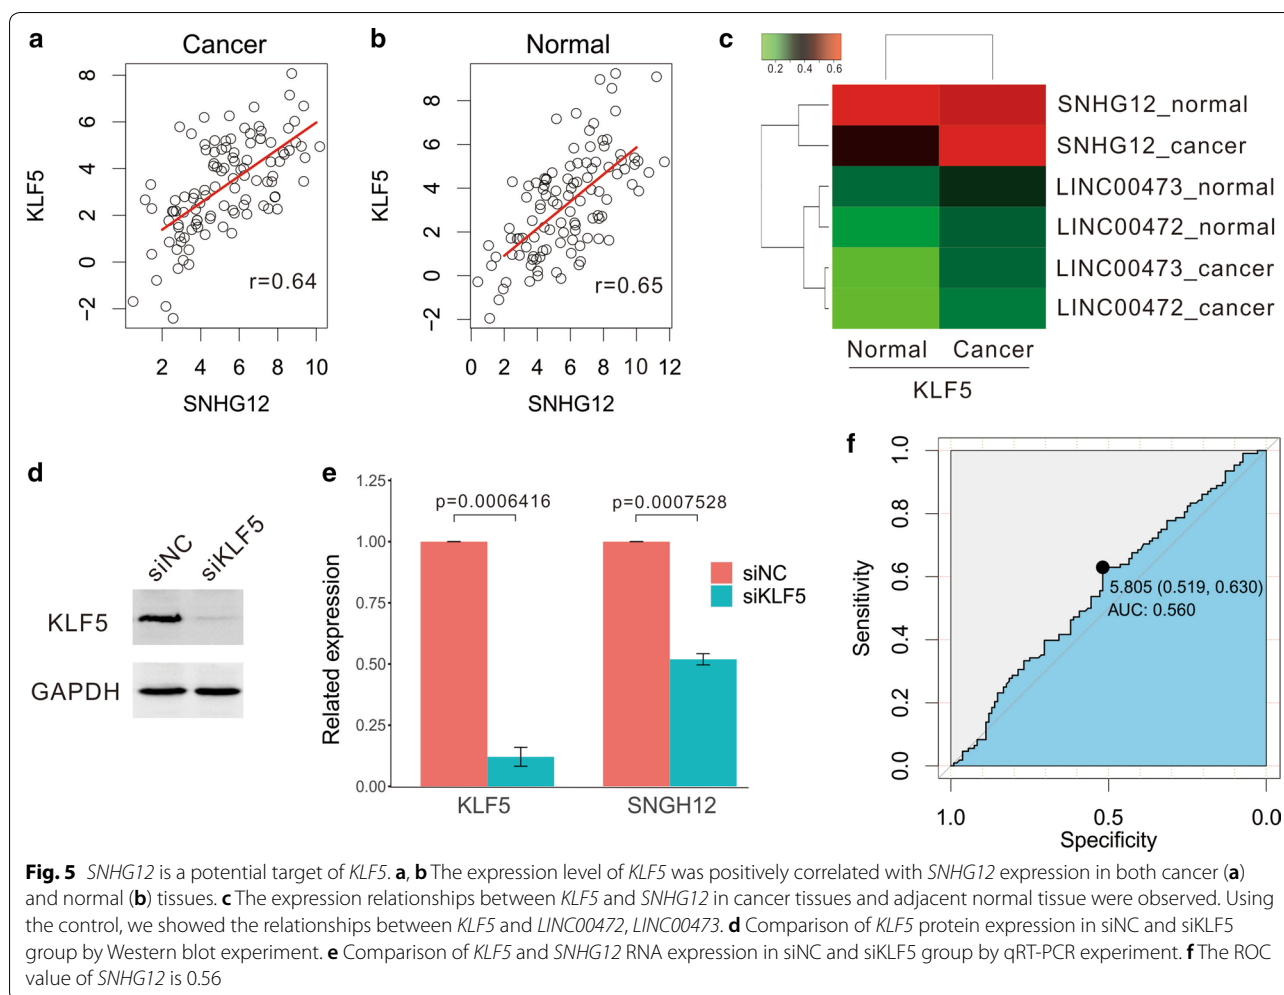 a
Cancer
8
6
4
2
0
−2
KLF5
r=0.64
2 4 6 8 10
SNHG12
b
Normal
8
6
4
2
0
−2
KLF5
r=0.65
0 2 4 6 8 10 12
SNHG12
c
0.2 0.4 0.6
SNHG12_normal
SNHG12_cancer
LINC00473_normal
LINC00472_normal
LINC00473_cancer
LINC00472_cancer
Normal Cancer
KLF5
d
siNC siKLF5
KLF5
GAPDH
e
1.25
1.00
0.75
0.50
0.25
0.00
Related expression
p=0.0006416 p=0.0007528
siNC
siKLF5
KLF5 SNGH12
f
1.0
0.8
0.6
0.4
0.2
0.0
Sensitivity
5.805 (0.519, 0.630)
AUC: 0.560
1.0 0.5 0.0
Specificity
Fig. 5 SNHG12 is a potential target of KLF5. a, b The expression level of KLF5 was positively correlated with SNHG12 expression in both cancer (a)
and normal (b) tissues. c The expression relationships between KLF5 and SNHG12 in cancer tissues and adjacent normal tissue were observed. Using
the control, we showed the relationships between KLF5 and LINC00472, LINC00473. d Comparison of KLF5 protein expression in siNC and siKLF5
group by Western blot experiment. e Comparison of KLF5 and SNHG12 RNA expression in siNC and siKLF5 group by qRT-PCR experiment. f The ROC
value of SNHG12 is 0.56